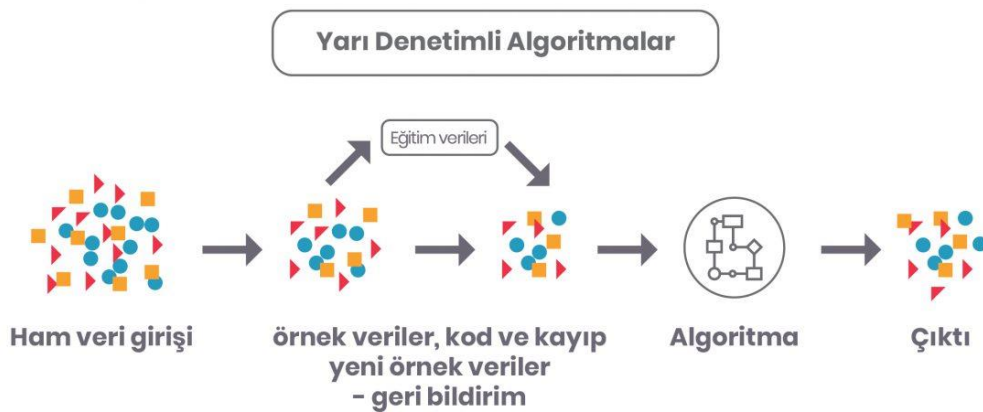 Yarı Denetimli Algoritmalar
Eğitim verileri
Ham veri girişi
örnek veriler, kod ve kayıp
yeni örnek veriler
- geri bildirim
Algoritma
Çıktı